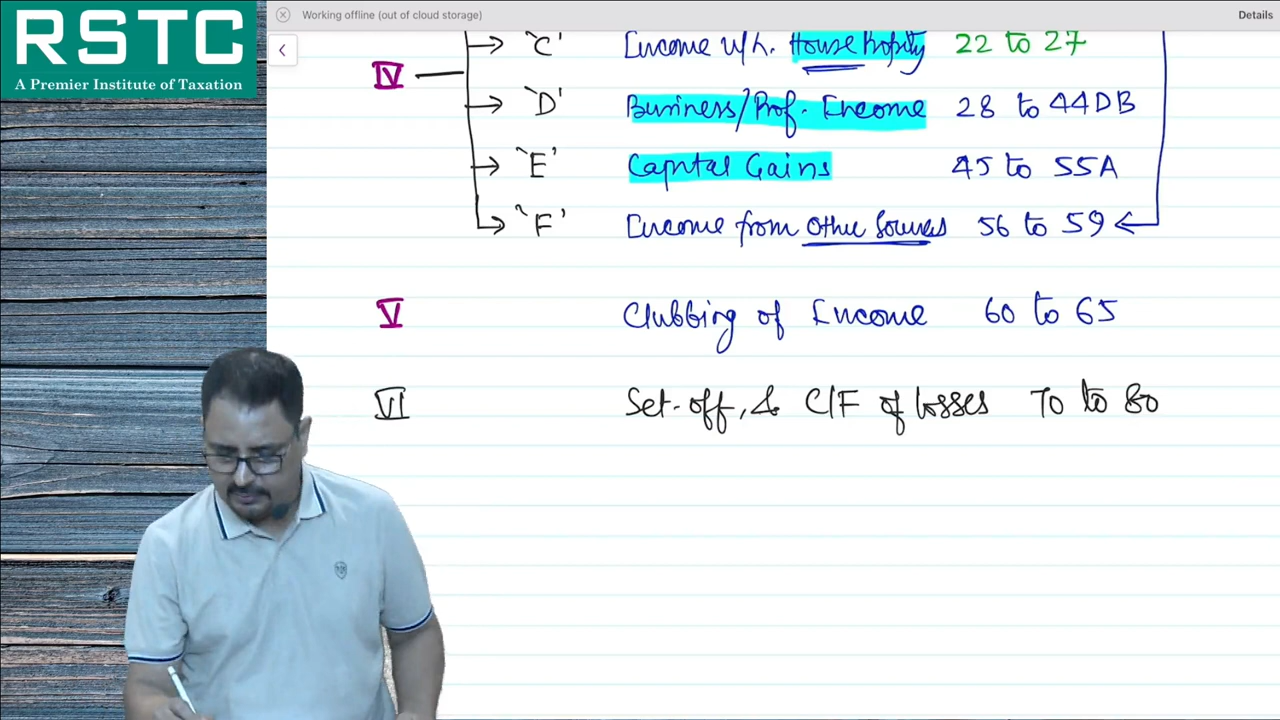 RSTC
A Premier Institute of Taxation
Working offline (out of cloud storage)
Details
IV
`C' Income u/h. House Property 22 to 27
`D' Business/Prof. Income 28 to 44DB
`E' Capital Gains 45 to 55A
`F' Income from Other Sources 56 to 59
V Clubbing of Income 60 to 65
VI Set-off, & C/F of losses 70 to 80